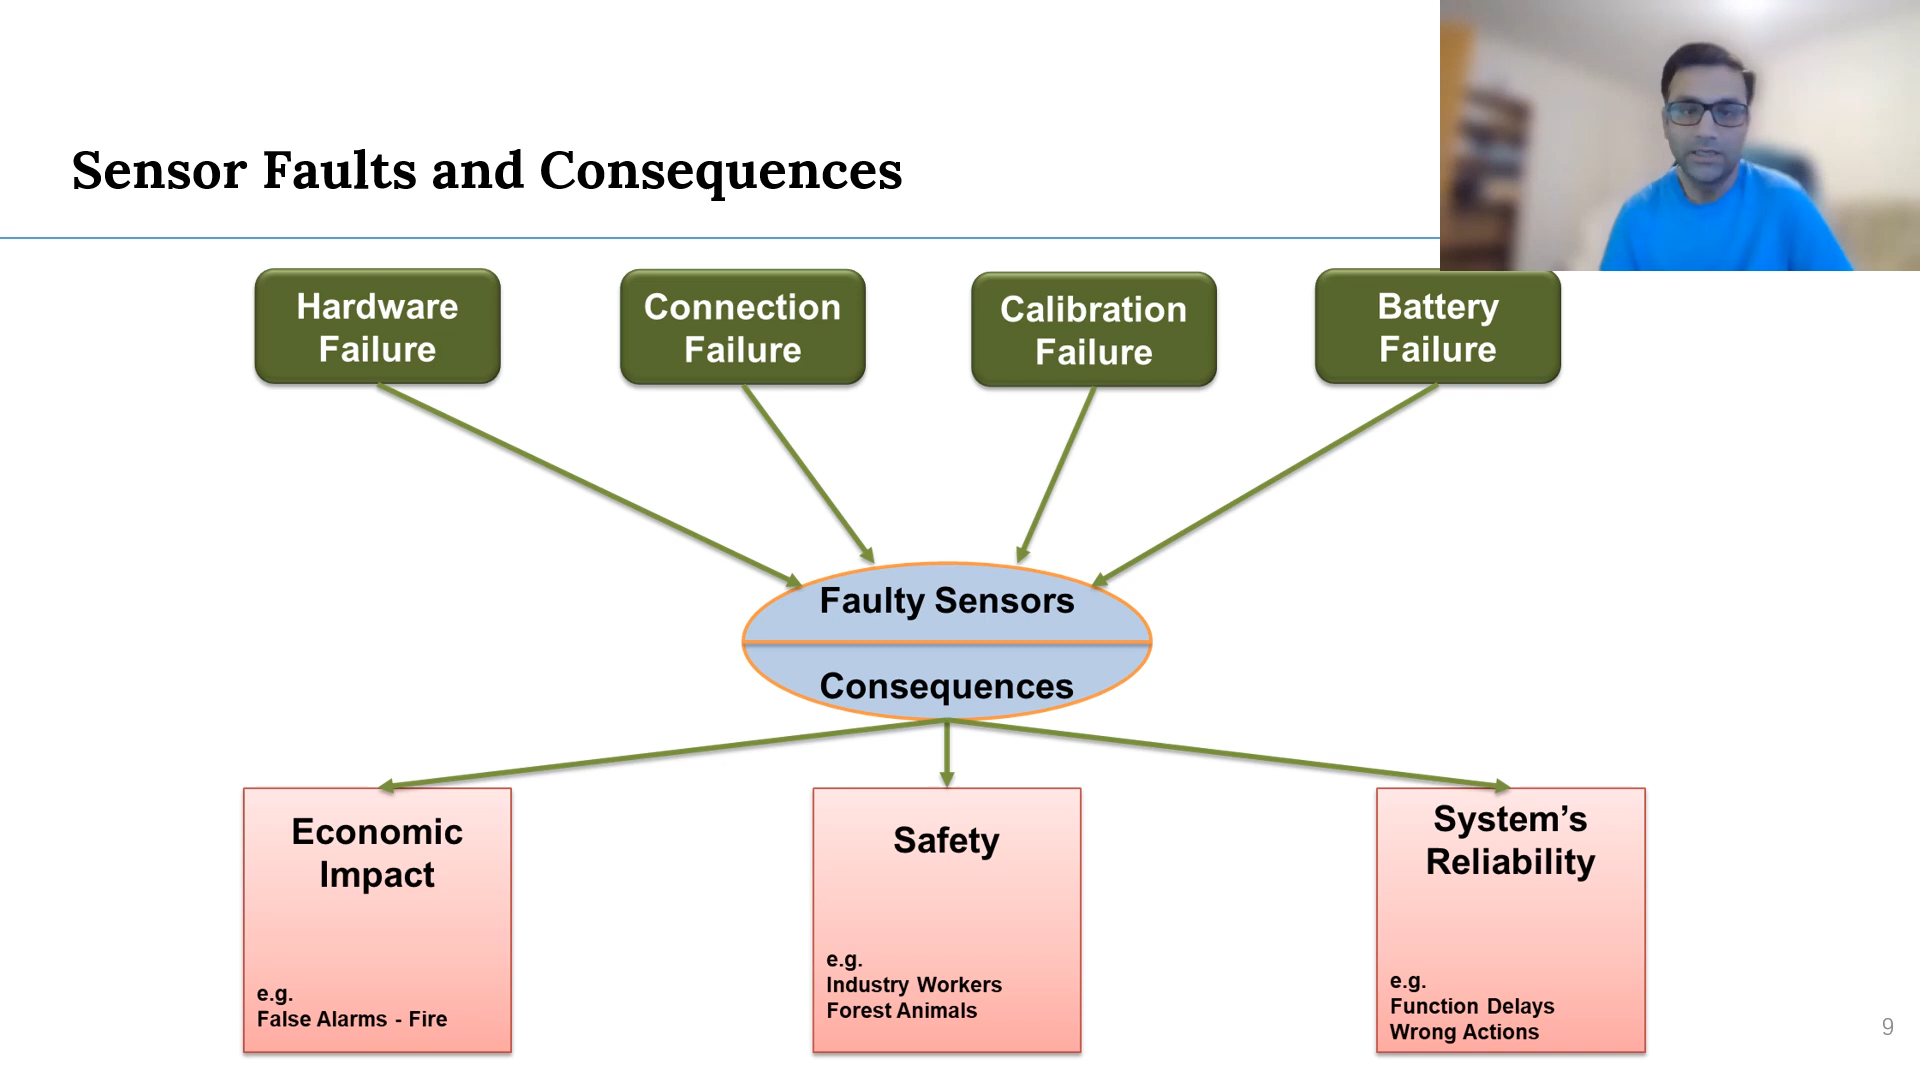 Sensor Faults and Consequences
Hardware
Failure
Connection
Failure
Calibration
Failure
Battery
Failure
Faulty Sensors
Consequences
Economic
Impact
e.g.
False Alarms - Fire
Safety
e.g.
Industry Workers
Forest Animals
System’s
Reliability
e.g.
Function Delays
Wrong Actions
9